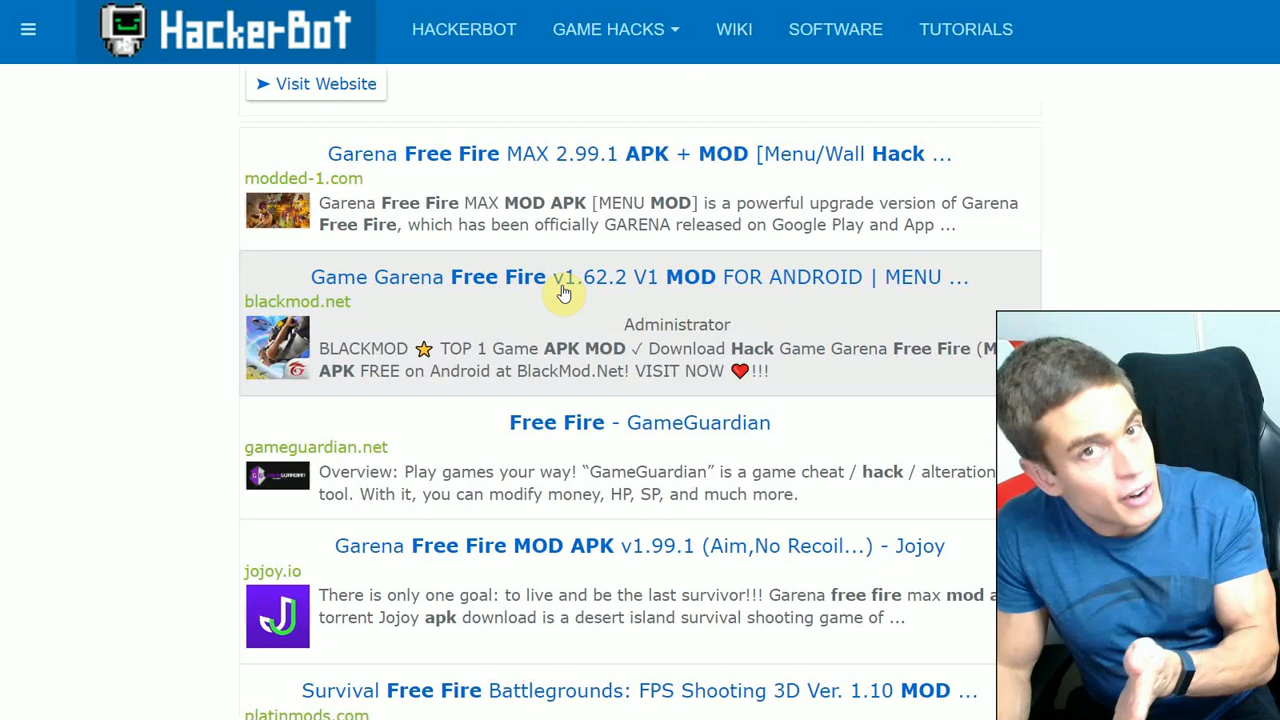 HackerBot
HACKERBOT
GAME HACKS
WIKI
SOFTWARE
TUTORIALS
➤ Visit Website
Garena Free Fire MAX 2.99.1 APK + MOD [Menu/Wall Hack ...
modded-1.com
Garena Free Fire MAX MOD APK [MENU MOD] is a powerful upgrade version of Garena
Free Fire, which has been officially GARENA released on Google Play and App ...
Game Garena Free Fire v1.62.2 V1 MOD FOR ANDROID | MENU ...
blackmod.net
Administrator
BLACKMOD ⭐ TOP 1 Game APK MOD ✓ Download Hack Game Garena Free Fire (M
APK FREE on Android at BlackMod.Net! VISIT NOW ❤️!!!
Free Fire - GameGuardian
gameguardian.net
Overview: Play games your way! “GameGuardian” is a game cheat / hack / alteration
tool. With it, you can modify money, HP, SP, and much more.
Garena Free Fire MOD APK v1.99.1 (Aim,No Recoil...) - Jojoy
jojoy.io
There is only one goal: to live and be the last survivor!!! Garena free fire max mod a
torrent Jojoy apk download is a desert island survival shooting game of ...
Survival Free Fire Battlegrounds: FPS Shooting 3D Ver. 1.10 MOD ...
platinmods.com